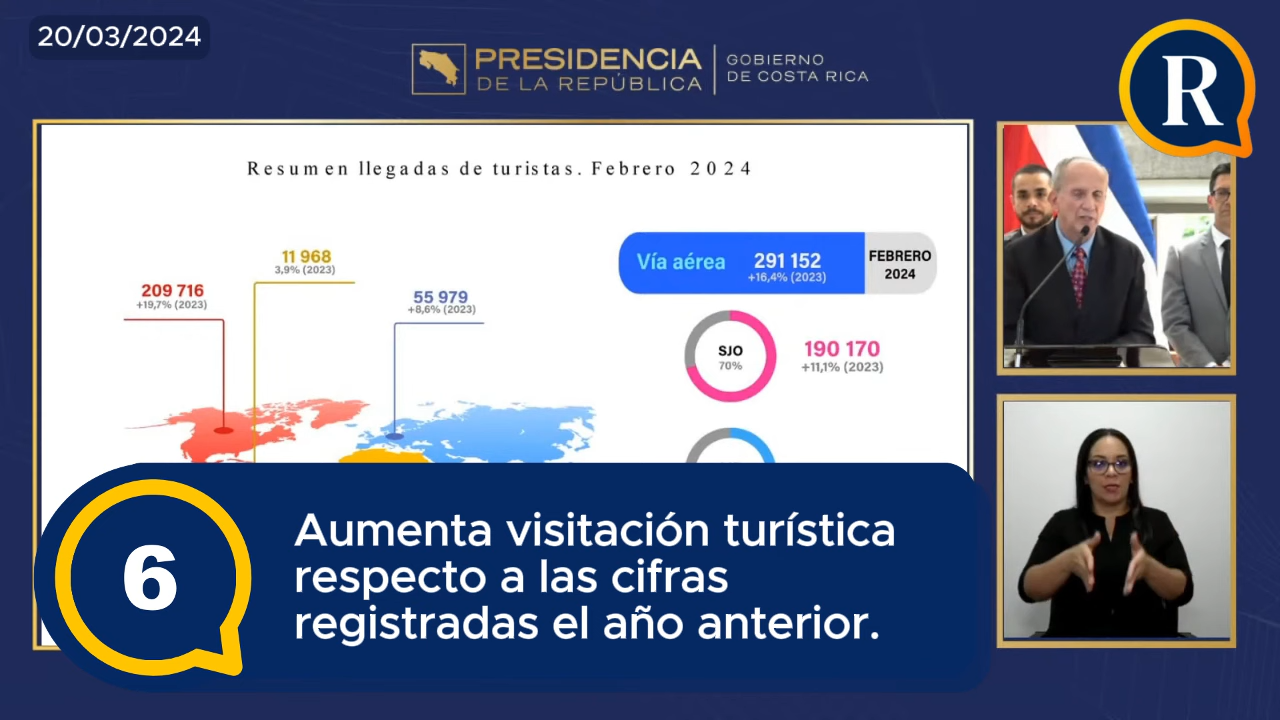 20/03/2024
PRESIDENCIA
DE LA REPÚBLICA
GOBIERNO
DE COSTA RICA
R
Resumen llegadas de turistas. Febrero 2024
11 968
3,9% (2023)
209 716
+19,7% (2023)
55 979
+8,6% (2023)
Vía aérea 291 152
+16,4% (2023)
FEBRERO
2024
SJO
70%
190 170
+11,1% (2023)
6
Aumenta visitación turística
respecto a las cifras
registradas el año anterior.